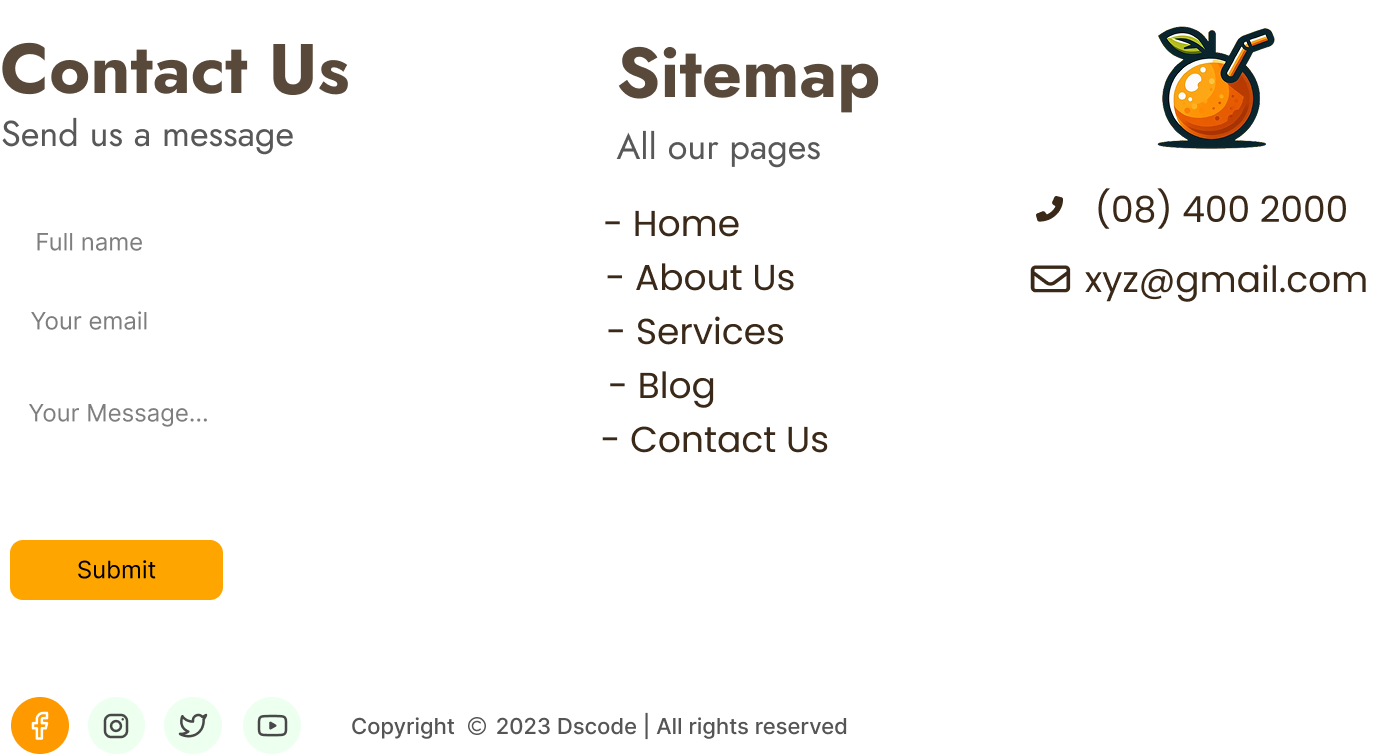 Contact Us
Send us a message
Full name
Your email
Your Message...
Submit
Sitemap
All our pages
- Home
- About Us
- Services
- Blog
- Contact Us
(08) 400 2000
xyz@gmail.com
Copyright © 2023 Dscode | All rights reserved